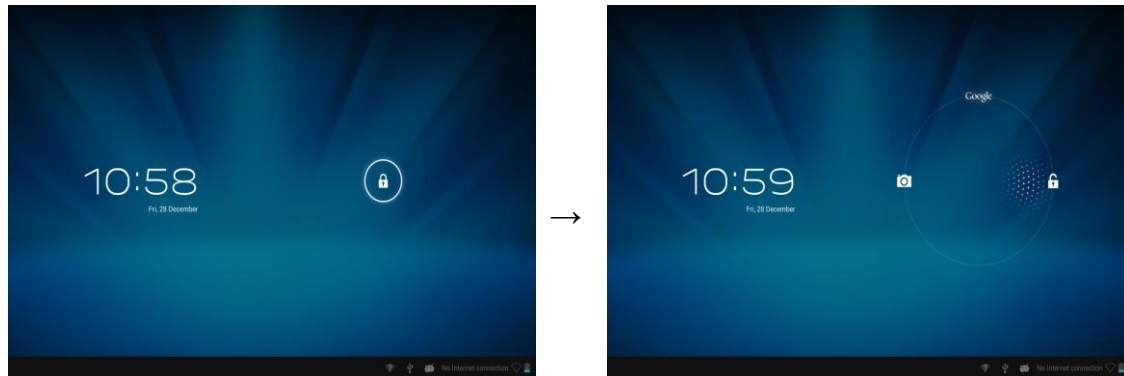 10:58
Fri, 28 December
No Internet connection
→
Google
10:59
Fri, 28 December
No Internet connection